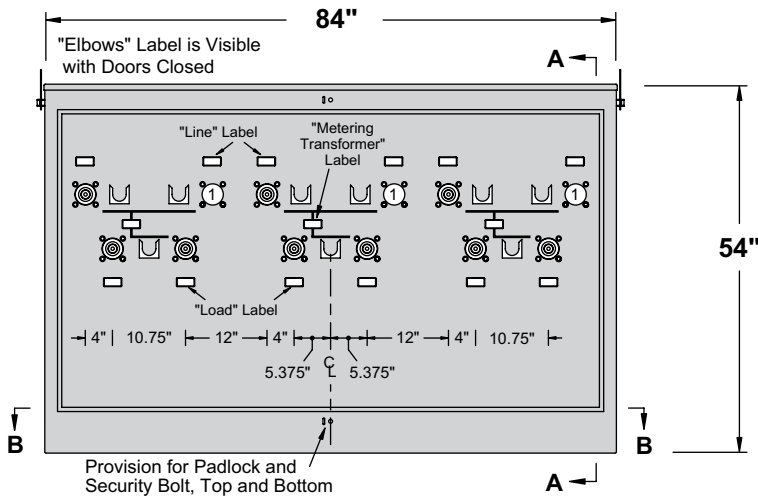 84"
"Elbows" Label is Visible
with Doors Closed
A
"Line" Label
"Metering
Transformer"
Label
1 1 1
54"
"Load" Label
4" 10.75" 12" 4" 12" 4" 10.75"
5.375" CL 5.375"
B B
Provision for Padlock and
Security Bolt, Top and Bottom
A